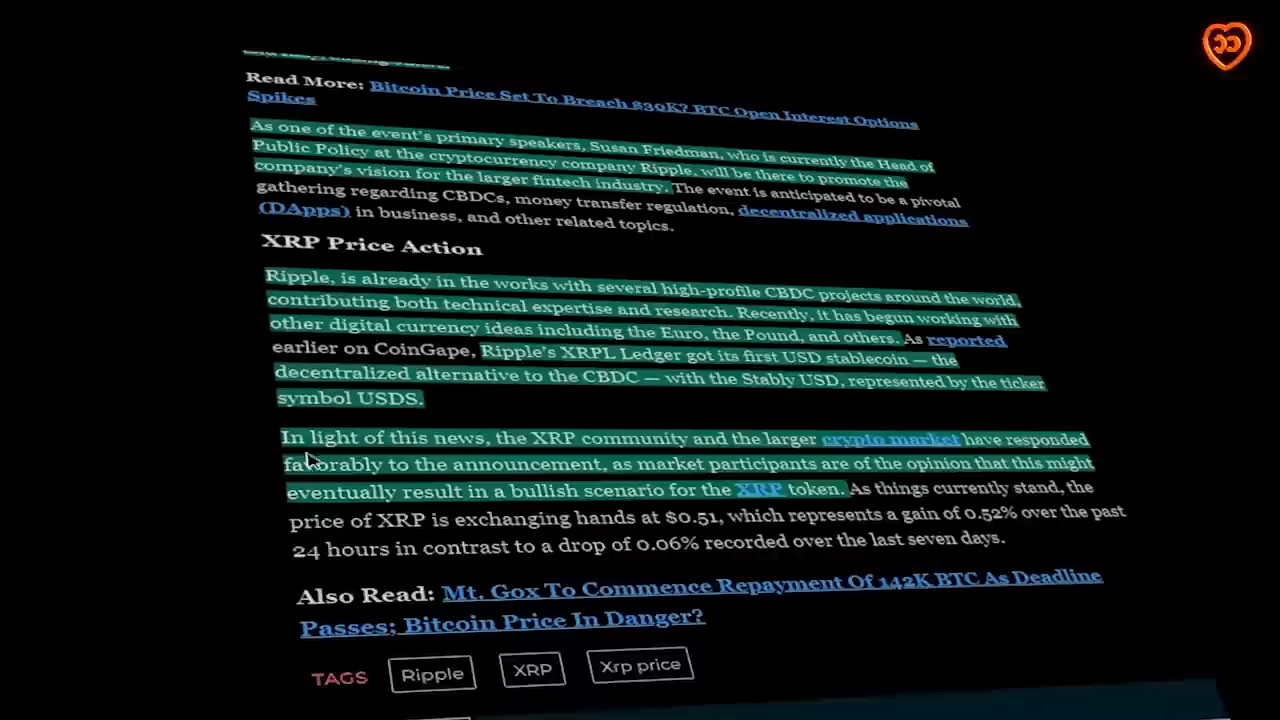 Read More: Bitcoin Price Set To Breach $30K? BTC Open Interest Options
Spikes
As one of the event's primary speakers, Susan Friedman, who is currently the Head of
Public Policy at the cryptocurrency company Ripple, will be there to promote the
company's vision for the larger fintech industry. The event is anticipated to be a pivotal
gathering regarding CBDCs, money transfer regulation, decentralized applications
(DApps) in business, and other related topics.
XRP Price Action
Ripple, is already in the works with several high-profile CBDC projects around the world,
contributing both technical expertise and research. Recently, it has begun working with
other digital currency ideas including the Euro, the Pound, and others. As reported
earlier on CoinGape, Ripple's XRPL Ledger got its first USD stablecoin — the
decentralized alternative to the CBDC — with the Stably USD, represented by the ticker
symbol USDS.
In light of this news, the XRP community and the larger crypto market have responded
favorably to the announcement, as market participants are of the opinion that this might
eventually result in a bullish scenario for the XRP token. As things currently stand, the
price of XRP is exchanging hands at $0.51, which represents a gain of 0.52% over the past
24 hours in contrast to a drop of 0.06% recorded over the last seven days.
Also Read: Mt. Gox To Commence Repayment Of 142K BTC As Deadline
Passes; Bitcoin Price In Danger?
TAGS Ripple XRP Xrp price